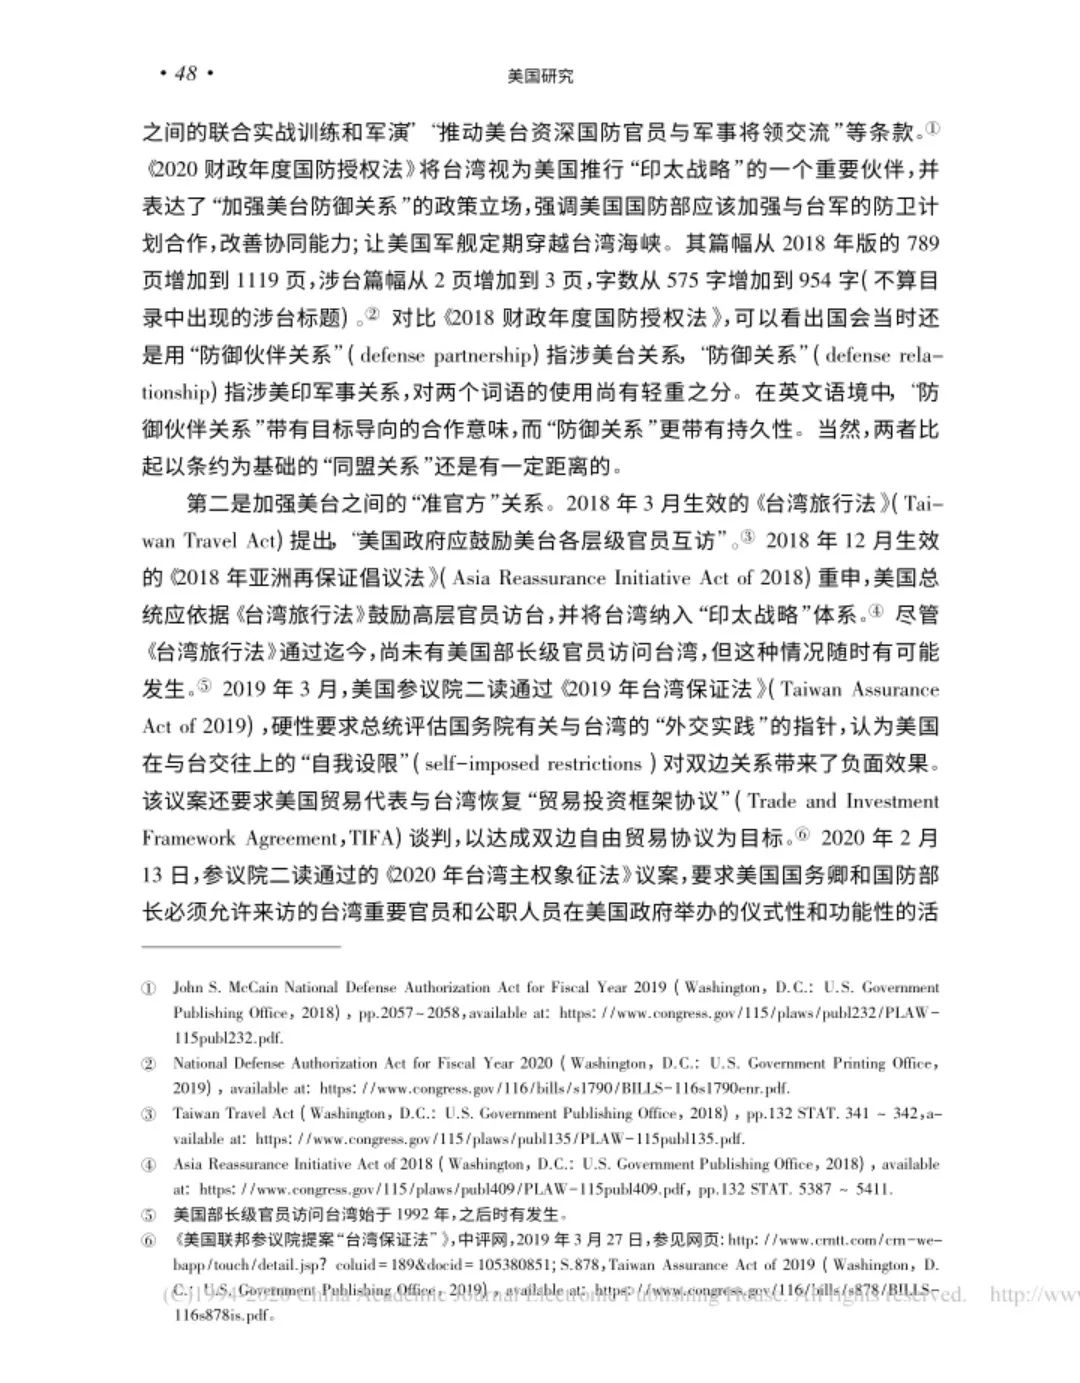 ·48·
美国研究
之间的联合实战训练和军演”“推动美台资深国防官员与军事将领交流”等条款。①
《2020 财政年度国防授权法》将台湾视为美国推行“印太战略”的一个重要伙伴,并
表达了“加强美台防御关系”的政策立场,强调美国国防部应该加强与台军的防卫计
划合作,改善协同能力;让美国军舰定期穿越台湾海峡。其篇幅从 2018 年版的 789
页增加到 1119 页,涉台篇幅从 2 页增加到 3 页,字数从 575 字增加到 954 字(不算目
录中出现的涉台标题)。② 对比《2018 财政年度国防授权法》,可以看出国会当时还
是用“防御伙伴关系”(defense partnership)指涉美台关系,“防御关系”(defense rela-
tionship)指涉美印军事关系,对两个词语的使用尚有轻重之分。在英文语境中,“防
御伙伴关系”带有目标导向的合作意味,而“防御关系”更带有持久性。当然,两者比
起以条约为基础的“同盟关系”还是有一定距离的。
第二是加强美台之间的“准官方”关系。2018 年 3 月生效的《台湾旅行法》(Tai-
wan Travel Act)提出,“美国政府应鼓励美台各层级官员互访”。③ 2018 年 12 月生效
的《2018 年亚洲再保证倡议法》(Asia Reassurance Initiative Act of 2018)重申,美国总
统应依据《台湾旅行法》鼓励高层官员访台,并将台湾纳入“印太战略”体系。④ 尽管
《台湾旅行法》通过迄今,尚未有美国部长级官员访问台湾,但这种情况随时有可能
发生。⑤ 2019 年 3 月,美国参议院二读通过《2019 年台湾保证法》(Taiwan Assurance
Act of 2019),硬性要求总统评估国务院有关与台湾的“外交实践”的指针,认为美国
在与台交往上的“自我设限”(self-imposed restrictions)对双边关系带来了负面效果。
该议案还要求美国贸易代表与台湾恢复“贸易投资框架协议”(Trade and Investment
Framework Agreement,TIFA)谈判,以达成双边自由贸易协议为目标。⑥ 2020 年 2 月
13 日,参议院二读通过的《2020 年台湾主权象征法》议案,要求美国国务卿和国防部
长必须允许来访的台湾重要官员和公职人员在美国政府举办的仪式性和功能性的活
① John S. McCain National Defense Authorization Act for Fiscal Year 2019 (Washington, D.C.: U.S. Government
Publishing Office, 2018), pp.2057~2058,available at: https://www.congress.gov/115/plaws/publ232/PLAW-
115publ232.pdf.
② National Defense Authorization Act for Fiscal Year 2020 (Washington, D.C.: U.S. Government Printing Office,
2019), available at: https://www.congress.gov/116/bills/s1790/BILLS-116s1790enr.pdf.
③ Taiwan Travel Act (Washington, D.C.: U.S. Government Publishing Office, 2018), pp.132 STAT. 341 ~ 342,a-
vailable at: https://www.congress.gov/115/plaws/publ135/PLAW-115publ135.pdf.
④ Asia Reassurance Initiative Act of 2018 (Washington, D.C.: U.S. Government Publishing Office, 2018), available
at: https://www.congress.gov/115/plaws/publ409/PLAW-115publ409.pdf, pp.132 STAT. 5387 ~ 5411.
⑤ 美国部长级官员访问台湾始于 1992 年,之后时有发生。
⑥ 《美国联邦参议院提案“台湾保证法”》,中评网,2019 年 3 月 27 日,参见网页: http://www.crntt.com/crn-we-
bapp/touch/detail.jsp? coluid=189&docid=105380851; S.878,Taiwan Assurance Act of 2019 (Washington, D.
C.: U.S. Government Publishing Office, 2019), available at: https://www.congress.gov/116/bills/s878/BILLS-
(C)1994-2020 China Academic Journal Electronic Publishing House. All rights reserved. http://www
116s878is.pdf。